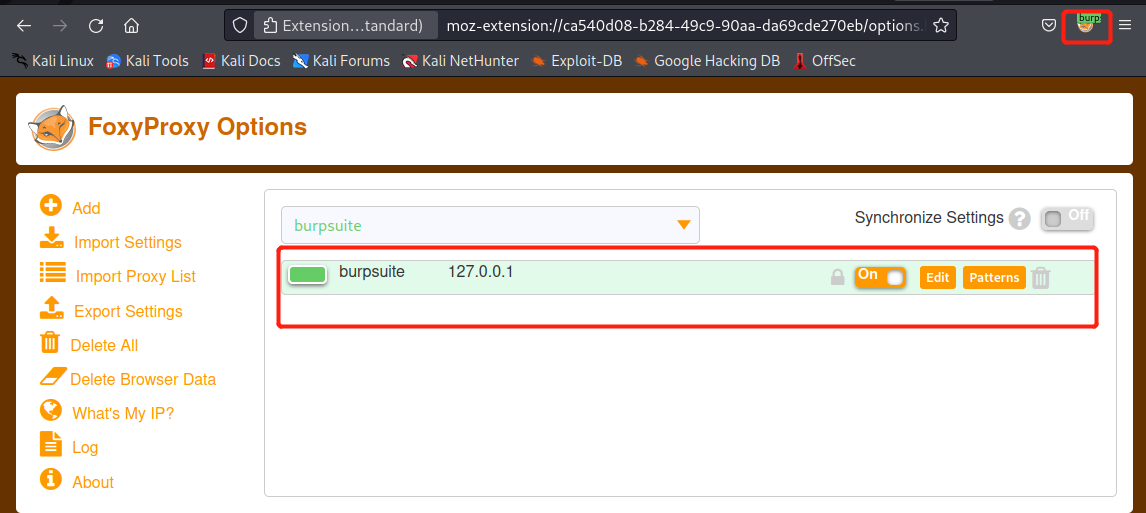 Extension…tandard) moz-extension://ca540d08-b284-49c9-90aa-da69cde270eb/options. burps
Kali Linux Kali Tools Kali Docs Kali Forums Kali NetHunter Exploit-DB Google Hacking DB OffSec
FoxyProxy Options
Add
Import Settings
Import Proxy List
Export Settings
Delete All
Delete Browser Data
What's My IP?
Log
About
burpsuite
Synchronize Settings ? Off
burpsuite 127.0.0.1 On Edit Patterns